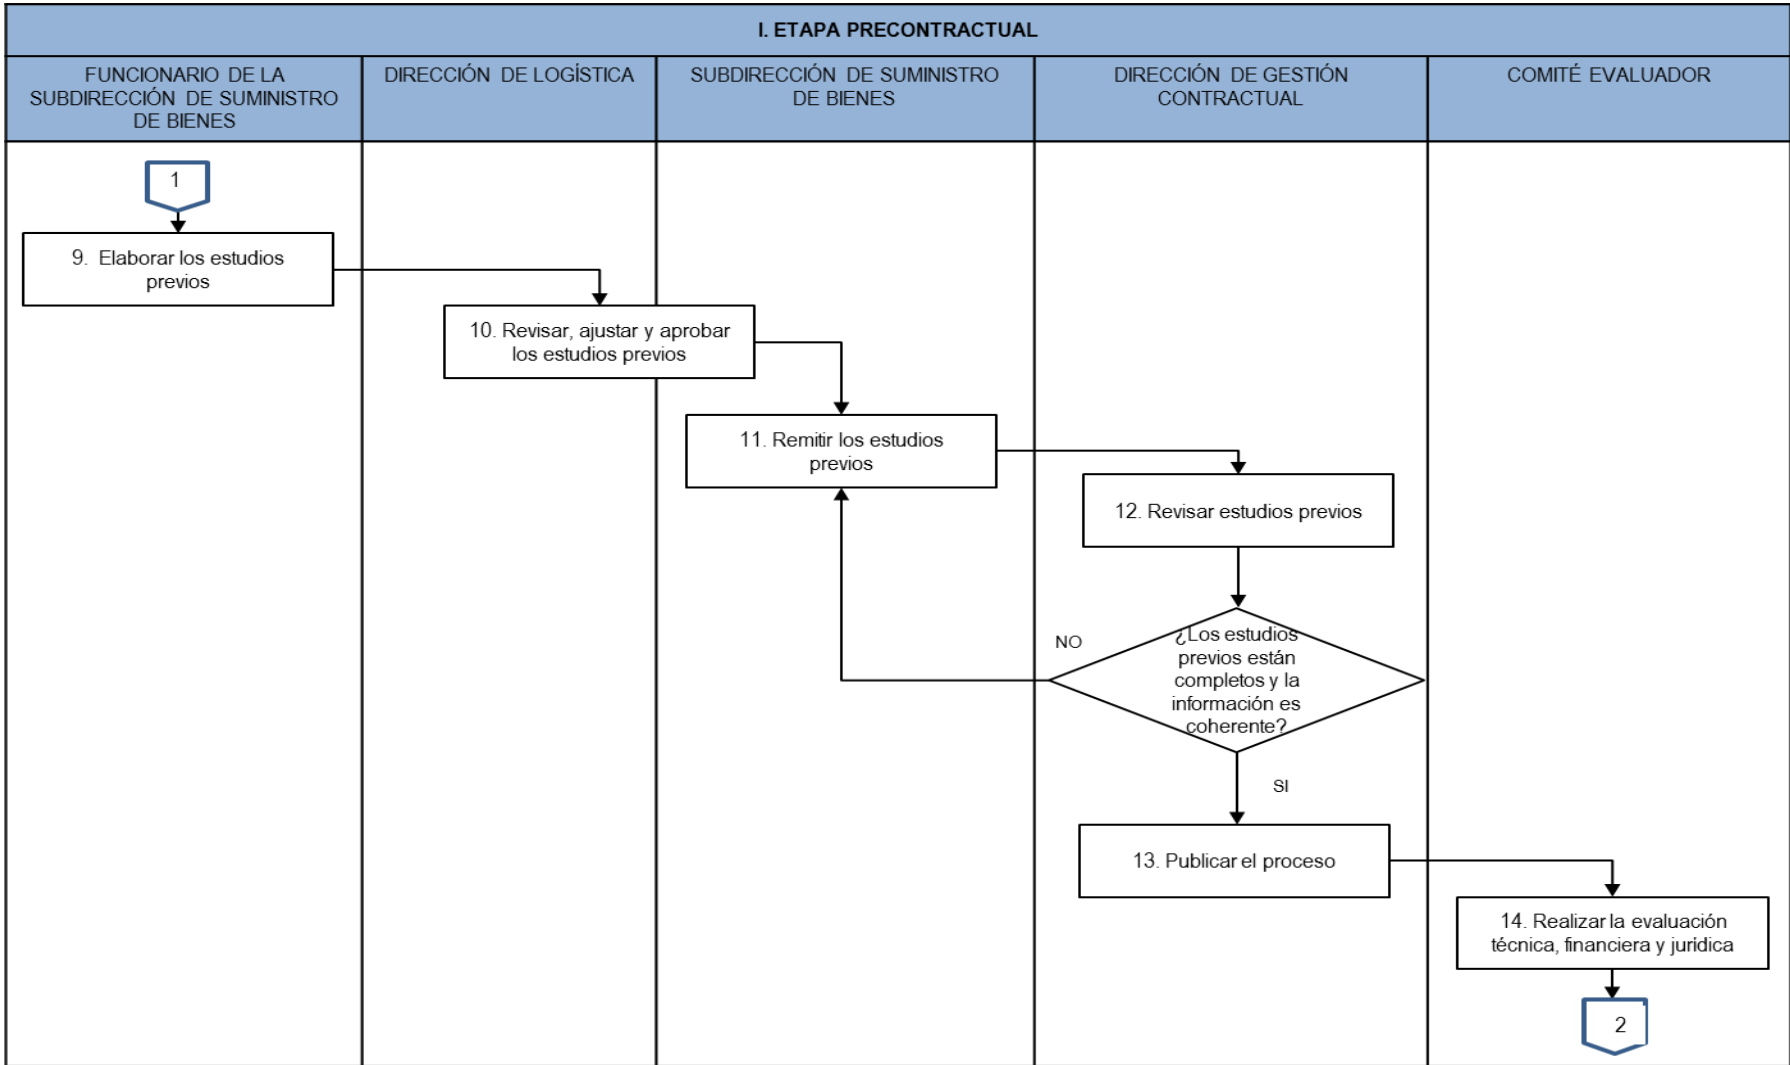 I. ETAPA PRECONTRACTUAL
FUNCIONARIO DE LA
SUBDIRECCIÓN DE SUMINISTRO
DE BIENES
DIRECCIÓN DE LOGÍSTICA
SUBDIRECCIÓN DE SUMINISTRO
DE BIENES
DIRECCIÓN DE GESTIÓN
CONTRACTUAL
COMITÉ EVALUADOR
1
9. Elaborar los estudios
previos
10. Revisar, ajustar y aprobar
los estudios previos
11. Remitir los estudios
previos
12. Revisar estudios previos
NO
¿Los estudios
previos están
completos y la
información es
coherente?
SI
13. Publicar el proceso
14. Realizar la evaluación
técnica, financiera y jurídica
2